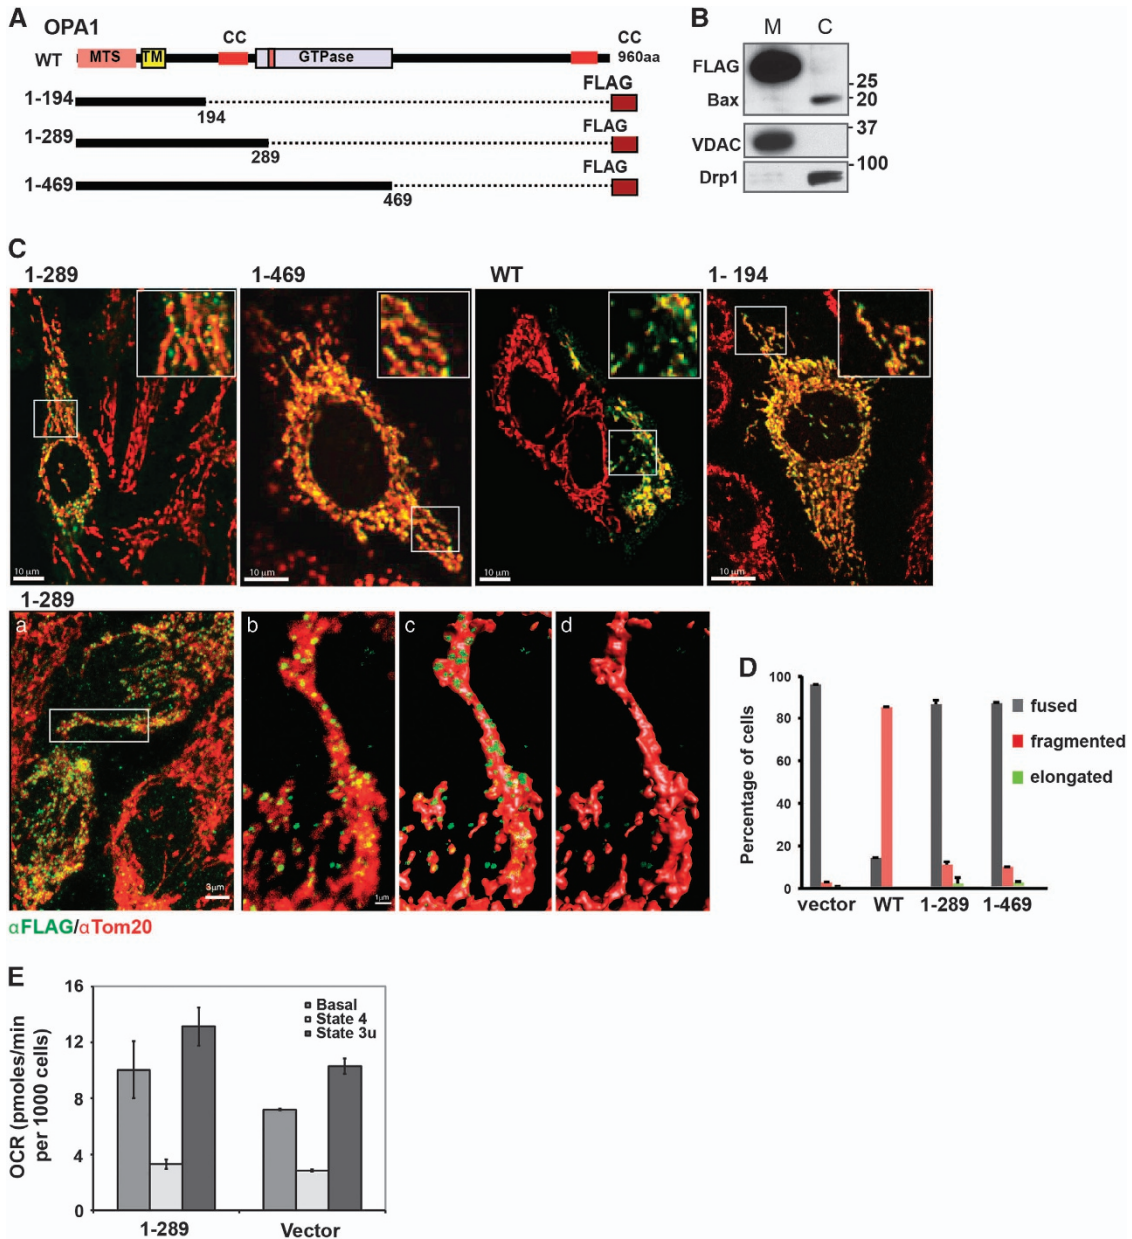 A
OPA1
CC
CC
WT
MTS
TM
GTPase
960aa
FLAG
1-194
194
FLAG
1-289
289
FLAG
1-469
469
B
M C
FLAG
25
Bax
20
37
VDAC
100
Drp1
C
1-289
1-469
WT
1- 194
10 μm
10 μm
10 μm
10 μm
1-289
a
b
c
d
3μm
1μm
αFLAG/αTom20
D
Percentage of cells
100
80
60
40
20
0
vector WT 1-289 1-469
fused
fragmented
elongated
E
OCR (pmoles/min
per 1000 cells)
16
12
8
4
0
Basal
State 4
State 3u
1-289 Vector